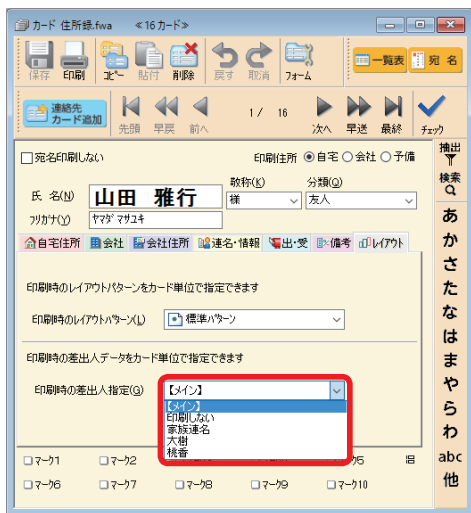 カード 住所録.fwa ≪16カード≫
保存 印刷 コピー 貼付 削除 戻す 取消 フォーム 一覧表 宛名
連絡先カード追加 先頭 早戻 前へ 1/ 16 次へ 早送 最終 チェック
□宛名印刷しない 印刷住所 ◉自宅 ○会社 ○予備
敬称(K) 分類(Q)
氏 名(N) 山田 雅行 様 友人
フリガナ(Y) ヤマダ マサユキ
自宅住所 会社 会社住所 連名・情報 出・受 備考 レイアウト
印刷時のレイアウトパターンをカード単位で指定できます
印刷時のレイアウトパターン(L) 標準パターン
印刷時の差出人データをカード単位で指定できます
印刷時の差出人指定(G) 【メイン】
【メイン】
印刷しない
家族連名
大樹
桃香
□マーク1 □マーク2
□マーク6 □マーク7 □マーク8 □マーク9 □マーク10
抽出
検索
あ
か
さ
た
な
は
ま
や
ら
わ
abc
他